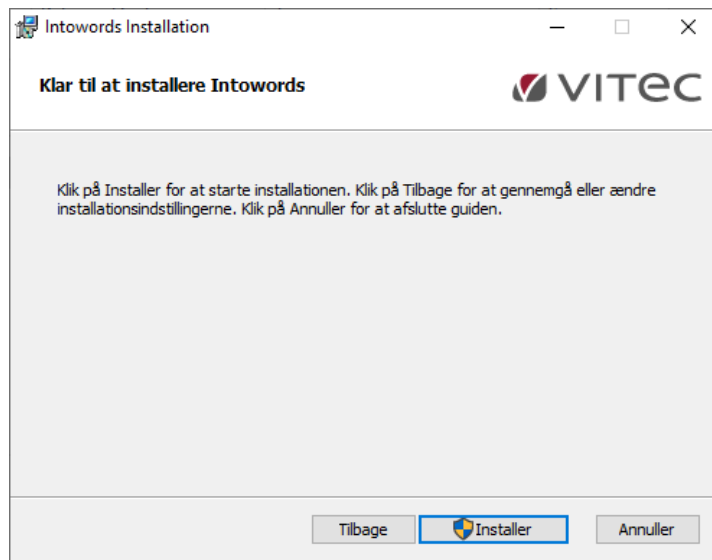 Intowords Installation
Klar til at installere Intowords
vitec
Klik på Installer for at starte installationen. Klik på Tilbage for at gennemgå eller ændre
installationsindstillingerne. Klik på Annuller for at afslutte guiden.
Tilbage
Installer
Annuller